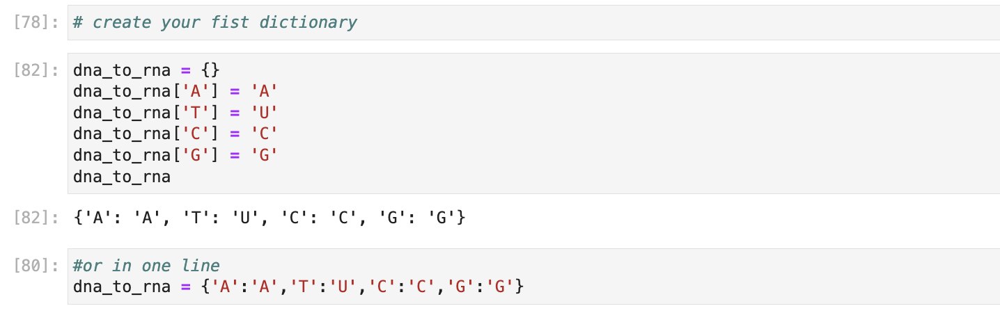 [78]: # create your fist dictionary
[82]: dna_to_rna = {}
dna_to_rna['A'] = 'A'
dna_to_rna['T'] = 'U'
dna_to_rna['C'] = 'C'
dna_to_rna['G'] = 'G'
dna_to_rna
[82]: {'A': 'A', 'T': 'U', 'C': 'C', 'G': 'G'}
[80]: #or in one line
dna_to_rna = {'A':'A','T':'U','C':'C','G':'G'}